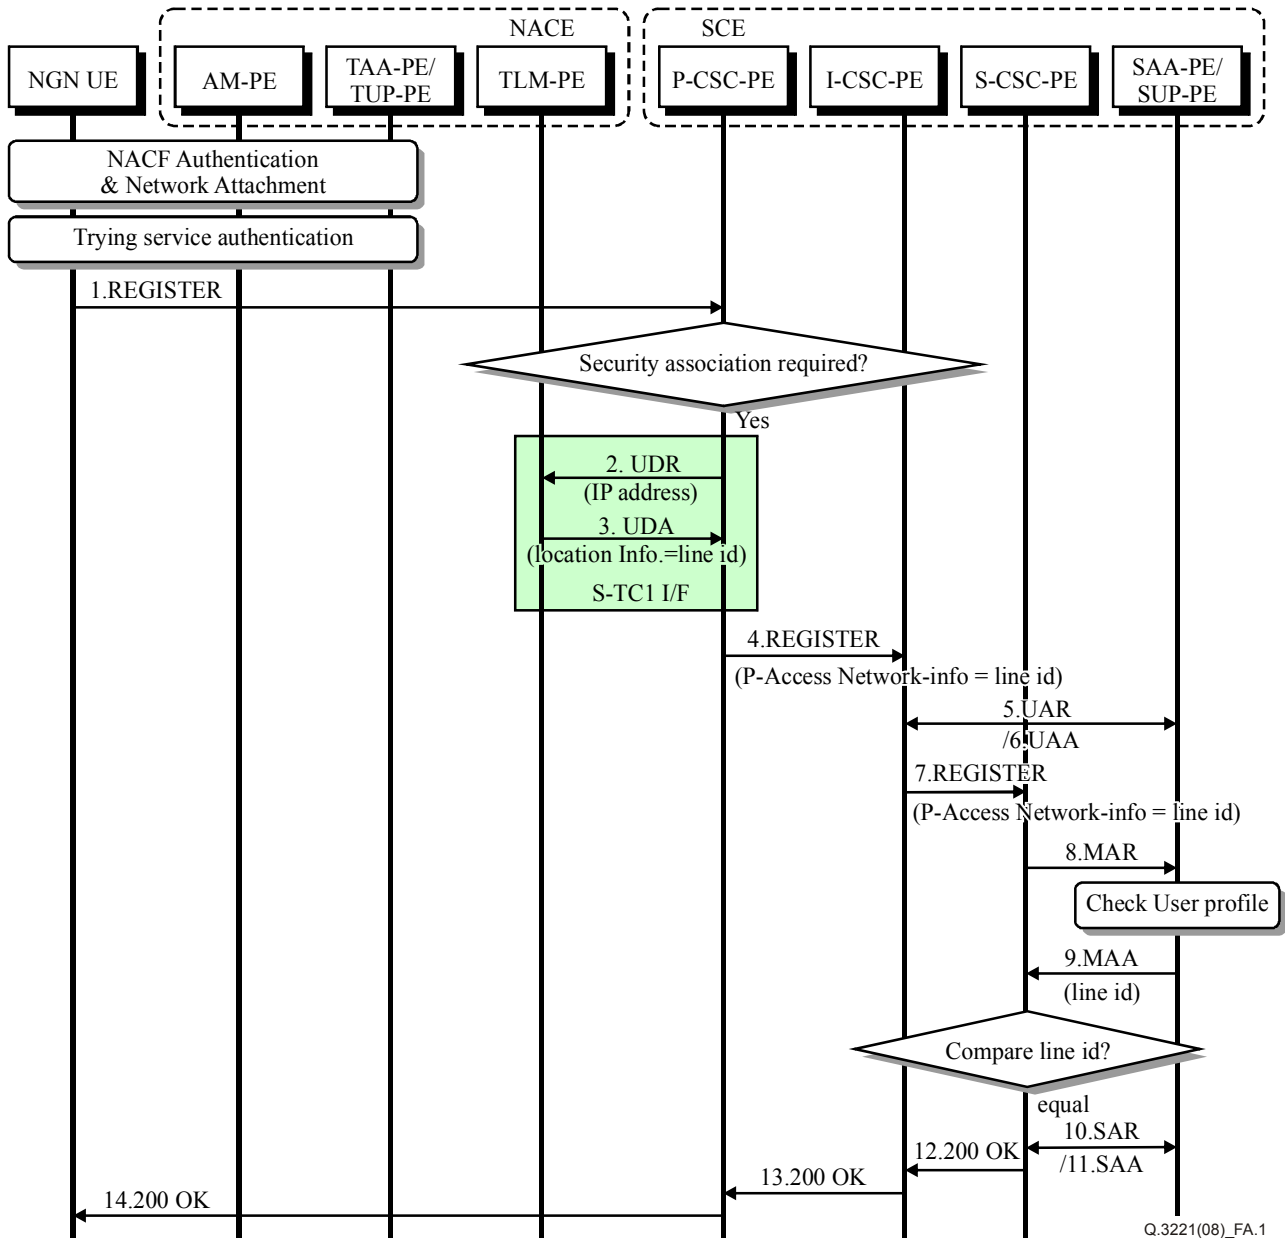 NACE
SCE
NGN UE
AM-PE
TAA-PE/
TUP-PE
TLM-PE
P-CSC-PE
I-CSC-PE
S-CSC-PE
SAA-PE/
SUP-PE
NACF Authentication
& Network Attachment
Trying service authentication
1.REGISTER
Security association required?
Yes
2. UDR
(IP address)
3. UDA
(location Info.=line id)
S-TC1 I/F
4.REGISTER
(P-Access Network-info = line id)
5.UAR
/6.UAA
7.REGISTER
(P-Access Network-info = line id)
8.MAR
Check User profile
9.MAA
(line id)
Compare line id?
equal
10.SAR
/11.SAA
12.200 OK
13.200 OK
14.200 OK
Q.3221(08)_FA.1